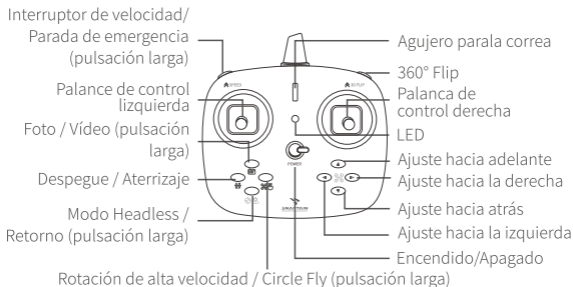 Interruptor de velocidad/
Parada de emergencia
(pulsación larga)
Palance de control
lizquierda
Foto / Vídeo (pulsación
larga)
Despegue / Aterrizaje
Modo Headless /
Retorno (pulsación larga)
Rotación de alta velocidad / Circle Fly (pulsación larga)
Agujero parala correa
360° Flip
Palanca de
control derecha
LED
Ajuste hacia adelante
Ajuste hacia la derecha
Ajuste hacia atrás
Ajuste hacia la izquierda
Encendido/Apagado
POWER